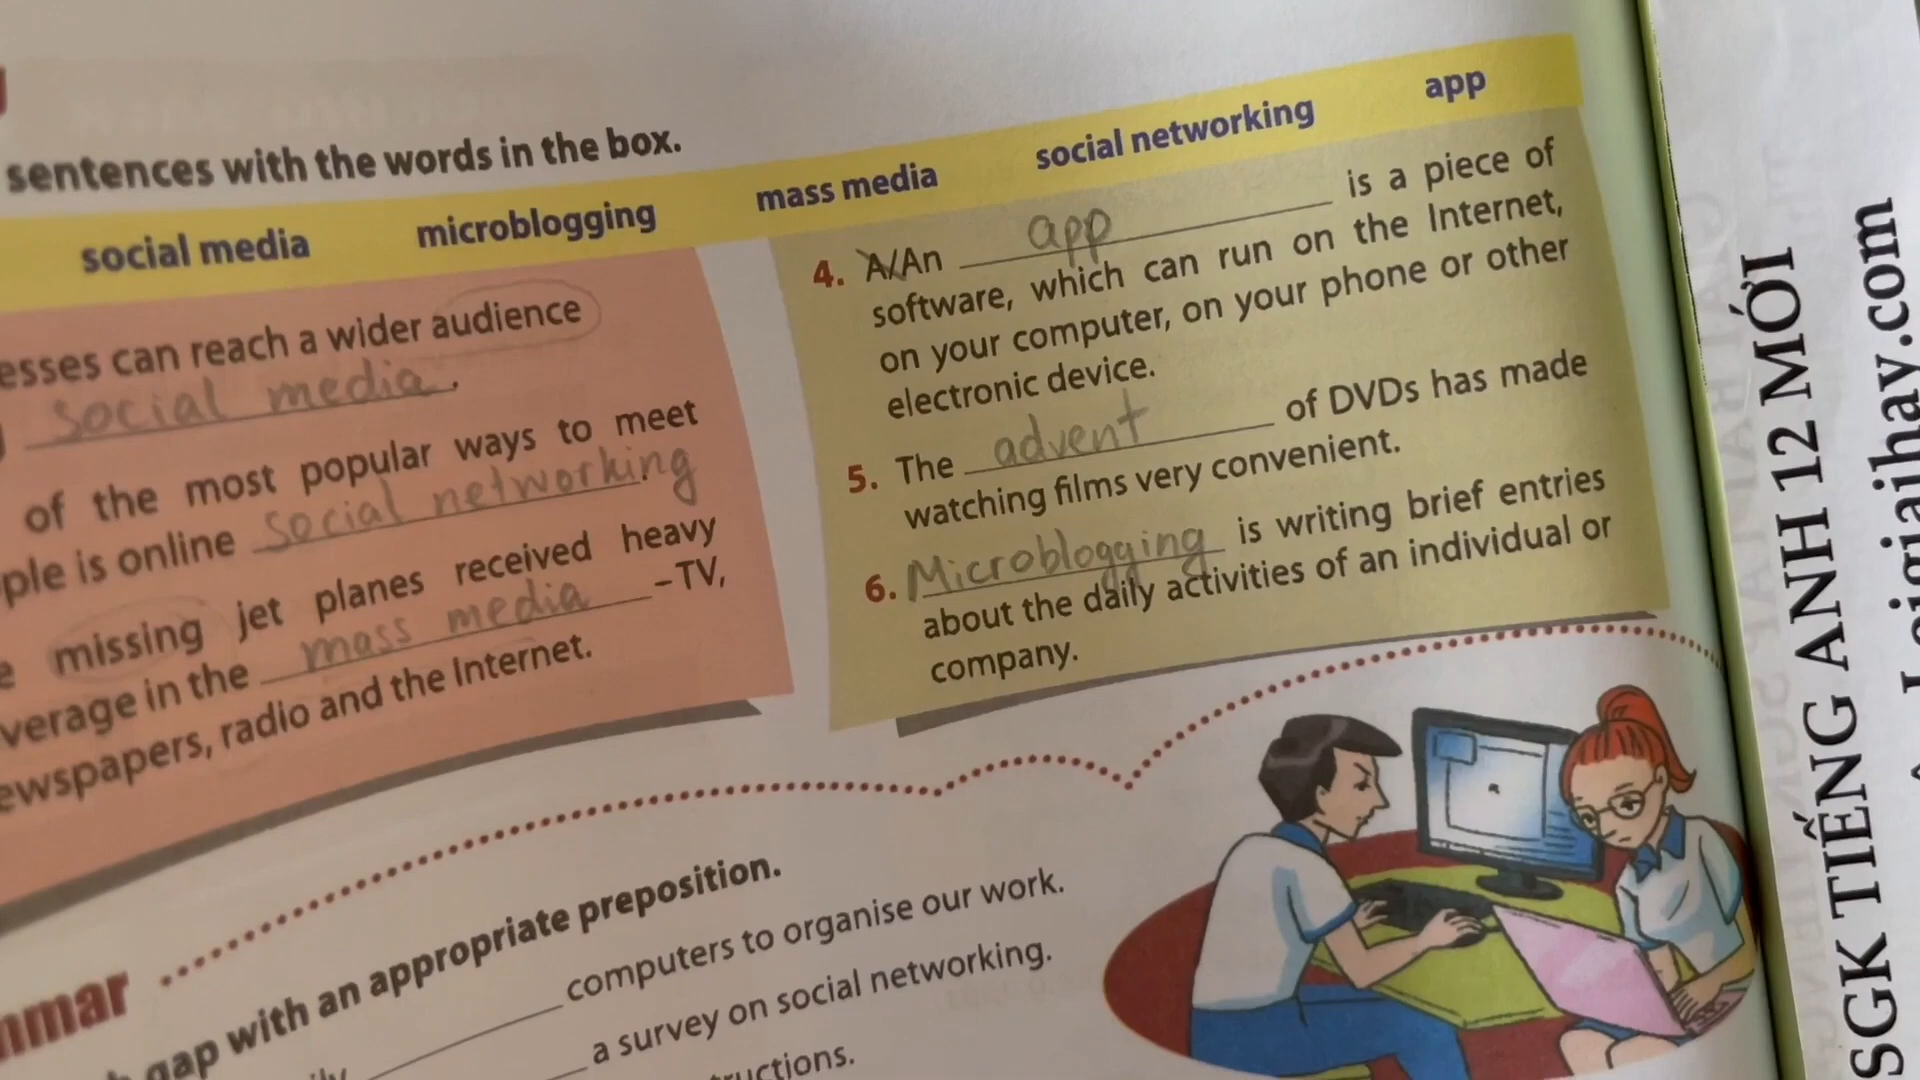 sentences with the words in the box.
social media microblogging mass media social networking app
can reach a wider audience
social media.
of the most popular ways to meet
is online social networking.
missing jet planes received heavy
in the mass media – TV,
radio and the Internet.
4. A/An app is a piece of
software, which can run on the Internet,
on your computer, on your phone or other
electronic device.
5. The advent of DVDs has made
watching films very convenient.
6. Microblogging is writing brief entries
about the daily activities of an individual or
company.
gap with an appropriate preposition.
computers to organise our work.
a survey on social networking.
SGK TIẾNG ANH 12 MỚI
Loigiaihay.com